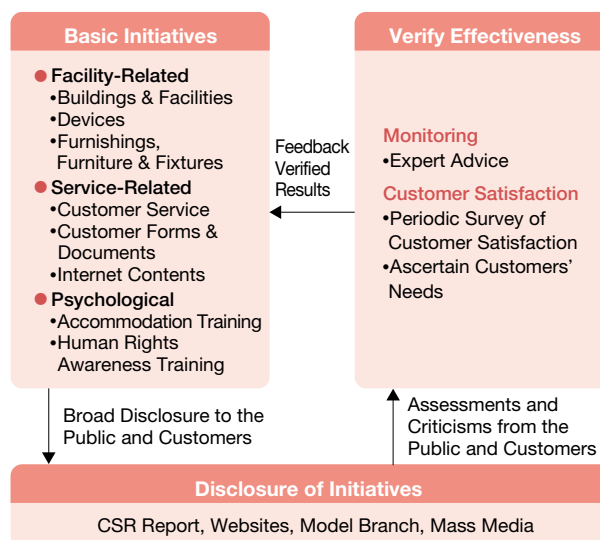 Basic Initiatives
● Facility-Related
•Buildings & Facilities
•Devices
•Furnishings,
Furniture & Fixtures
● Service-Related
•Customer Service
•Customer Forms &
Documents
•Internet Contents
● Psychological
•Accommodation Training
•Human Rights
Awareness Training
Feedback
Verified
Results
Verify Effectiveness
Monitoring
•Expert Advice
Customer Satisfaction
•Periodic Survey of
Customer Satisfaction
•Ascertain Customers’
Needs
Broad Disclosure to the
Public and Customers
Assessments and
Criticisms from the
Public and Customers
Disclosure of Initiatives
CSR Report, Websites, Model Branch, Mass Media